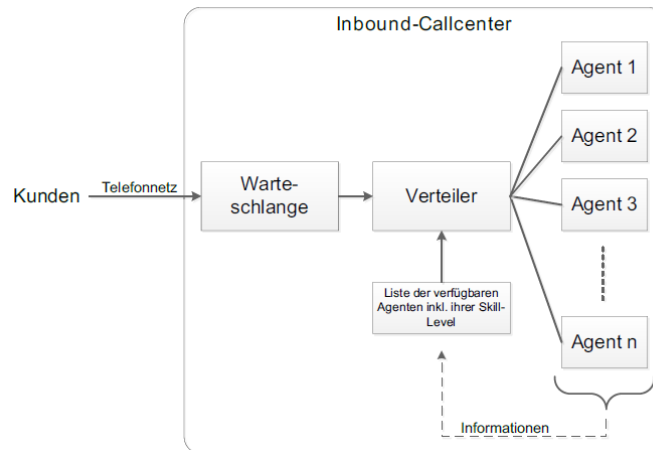 Inbound-Callcenter
Agent 1
Agent 2
Agent 3
Agent n
Kunden
Telefonnetz
Warte-
schlange
Verteiler
Liste der verfügbaren
Agenten inkl. ihrer Skill-
Level
Informationen